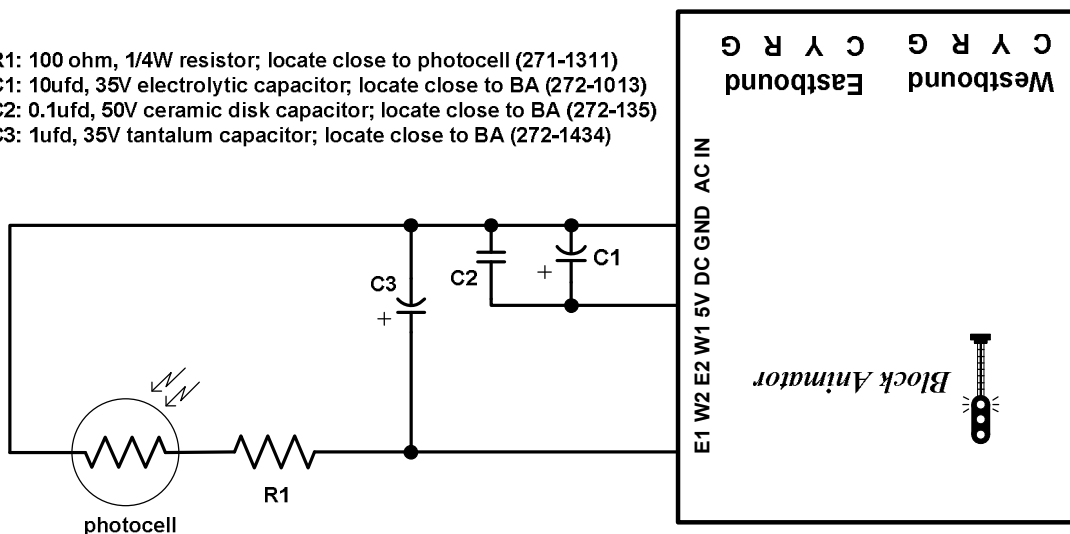 R1: 100 ohm, 1/4W resistor; locate close to photocell (271-1311)
C1: 10ufd, 35V electrolytic capacitor; locate close to BA (272-1013)
C2: 0.1ufd, 50V ceramic disk capacitor; locate close to BA (272-135)
C3: 1ufd, 35V tantalum capacitor; locate close to BA (272-1434)
G R Y C G R Y C
Eastbound Westbound
E1 W2 E2 W1 5V DC GND AC IN
C3
+
C2
+
C1
Block Animator
R1
photocell